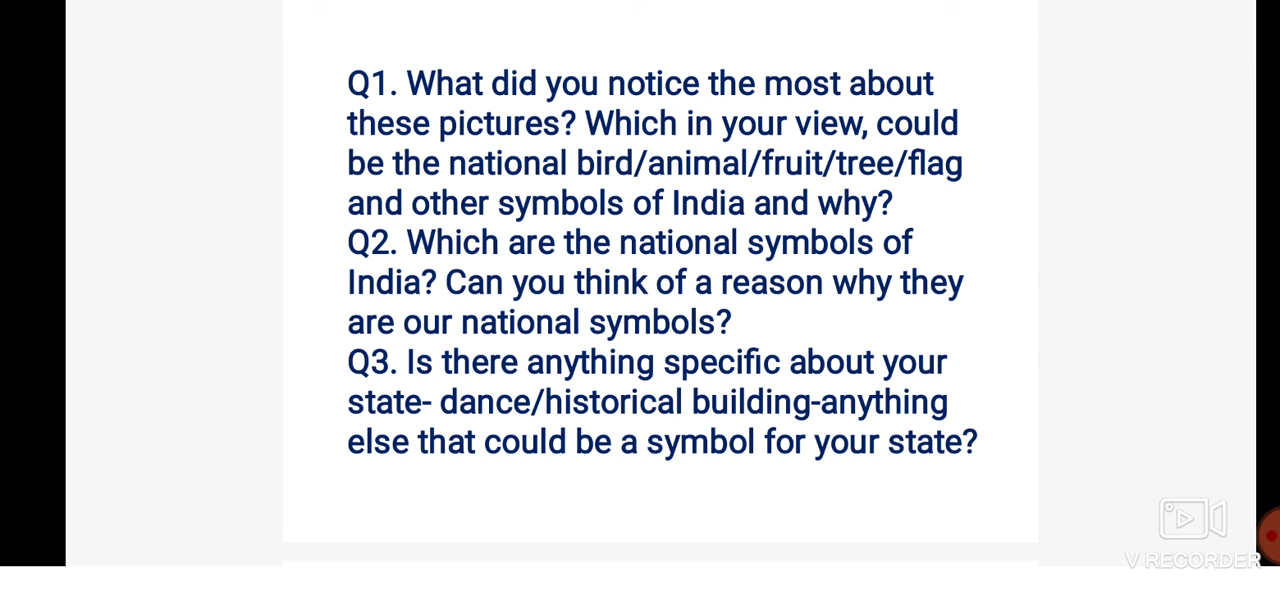 Q1. What did you notice the most about
these pictures? Which in your view, could
be the national bird/animal/fruit/tree/flag
and other symbols of India and why?
Q2. Which are the national symbols of
India? Can you think of a reason why they
are our national symbols?
Q3. Is there anything specific about your
state- dance/historical building-anything
else that could be a symbol for your state?
V RECORDER